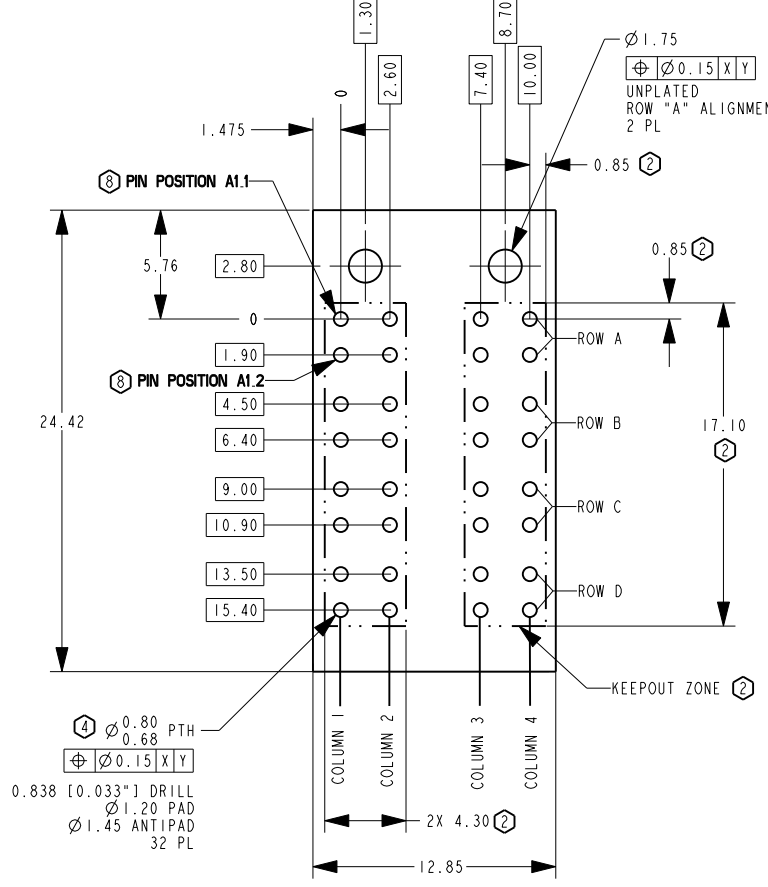 1.30
8.70
Ø1.75
⌖ Ø0.15 X Y
UNPLATED
ROW "A" ALIGNMEN
2 PL
0
2.60
7.40
10.00
1.475
0.85 2
8 PIN POSITION A1.1
5.76
2.80
0.85 2
0
ROW A
1.90
8 PIN POSITION A1.2
4.50
24.42
ROW B
17.10
2
6.40
9.00
ROW C
10.90
13.50
ROW D
15.40
KEEPOUT ZONE 2
4 Ø0.80
0.68 PTH
⌖ Ø0.15 X Y
0.838 [0.033"] DRILL
Ø1.20 PAD
Ø1.45 ANTIPAD
32 PL
COLUMN 1
COLUMN 2
COLUMN 3
COLUMN 4
2X 4.30 2
12.85